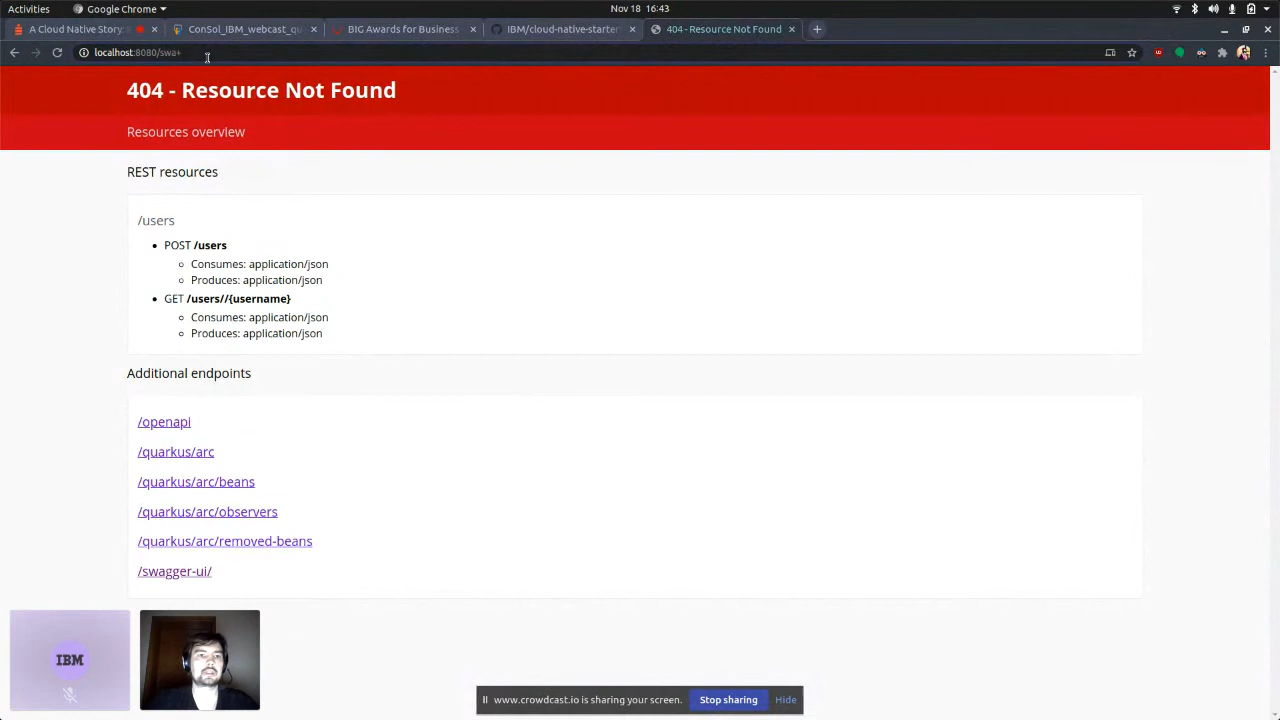 Activities
Google Chrome
Nov 18 16:43
A Cloud Native Story:
ConSol_IBM_webcast_qu
BIG Awards for Business
IBM/cloud-native-starter
404 - Resource Not Found
localhost:8080/swa+
404 - Resource Not Found
Resources overview
REST resources
/users
POST /users
Consumes: application/json
Produces: application/json
GET /users//{username}
Consumes: application/json
Produces: application/json
Additional endpoints
/openapi
/quarkus/arc
/quarkus/arc/beans
/quarkus/arc/observers
/quarkus/arc/removed-beans
/swagger-ui/
IBM
www.crowdcast.io is sharing your screen.
Stop sharing
Hide